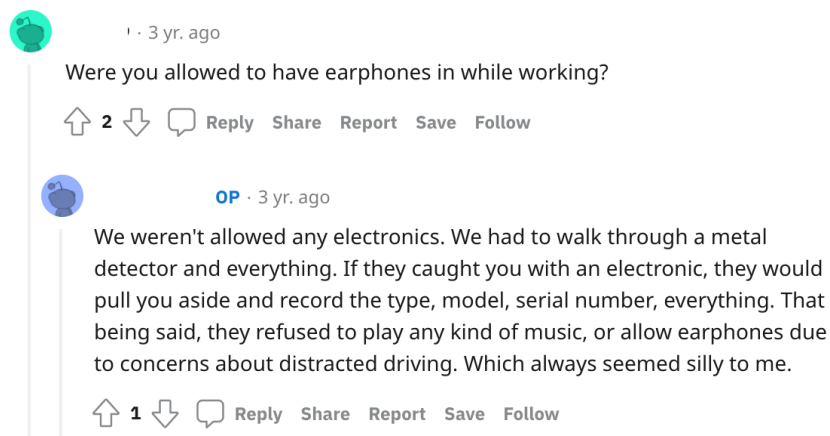 · 3 yr. ago
Were you allowed to have earphones in while working?
2 Reply Share Report Save Follow
OP · 3 yr. ago
We weren't allowed any electronics. We had to walk through a metal
detector and everything. If they caught you with an electronic, they would
pull you aside and record the type, model, serial number, everything. That
being said, they refused to play any kind of music, or allow earphones due
to concerns about distracted driving. Which always seemed silly to me.
1 Reply Share Report Save Follow